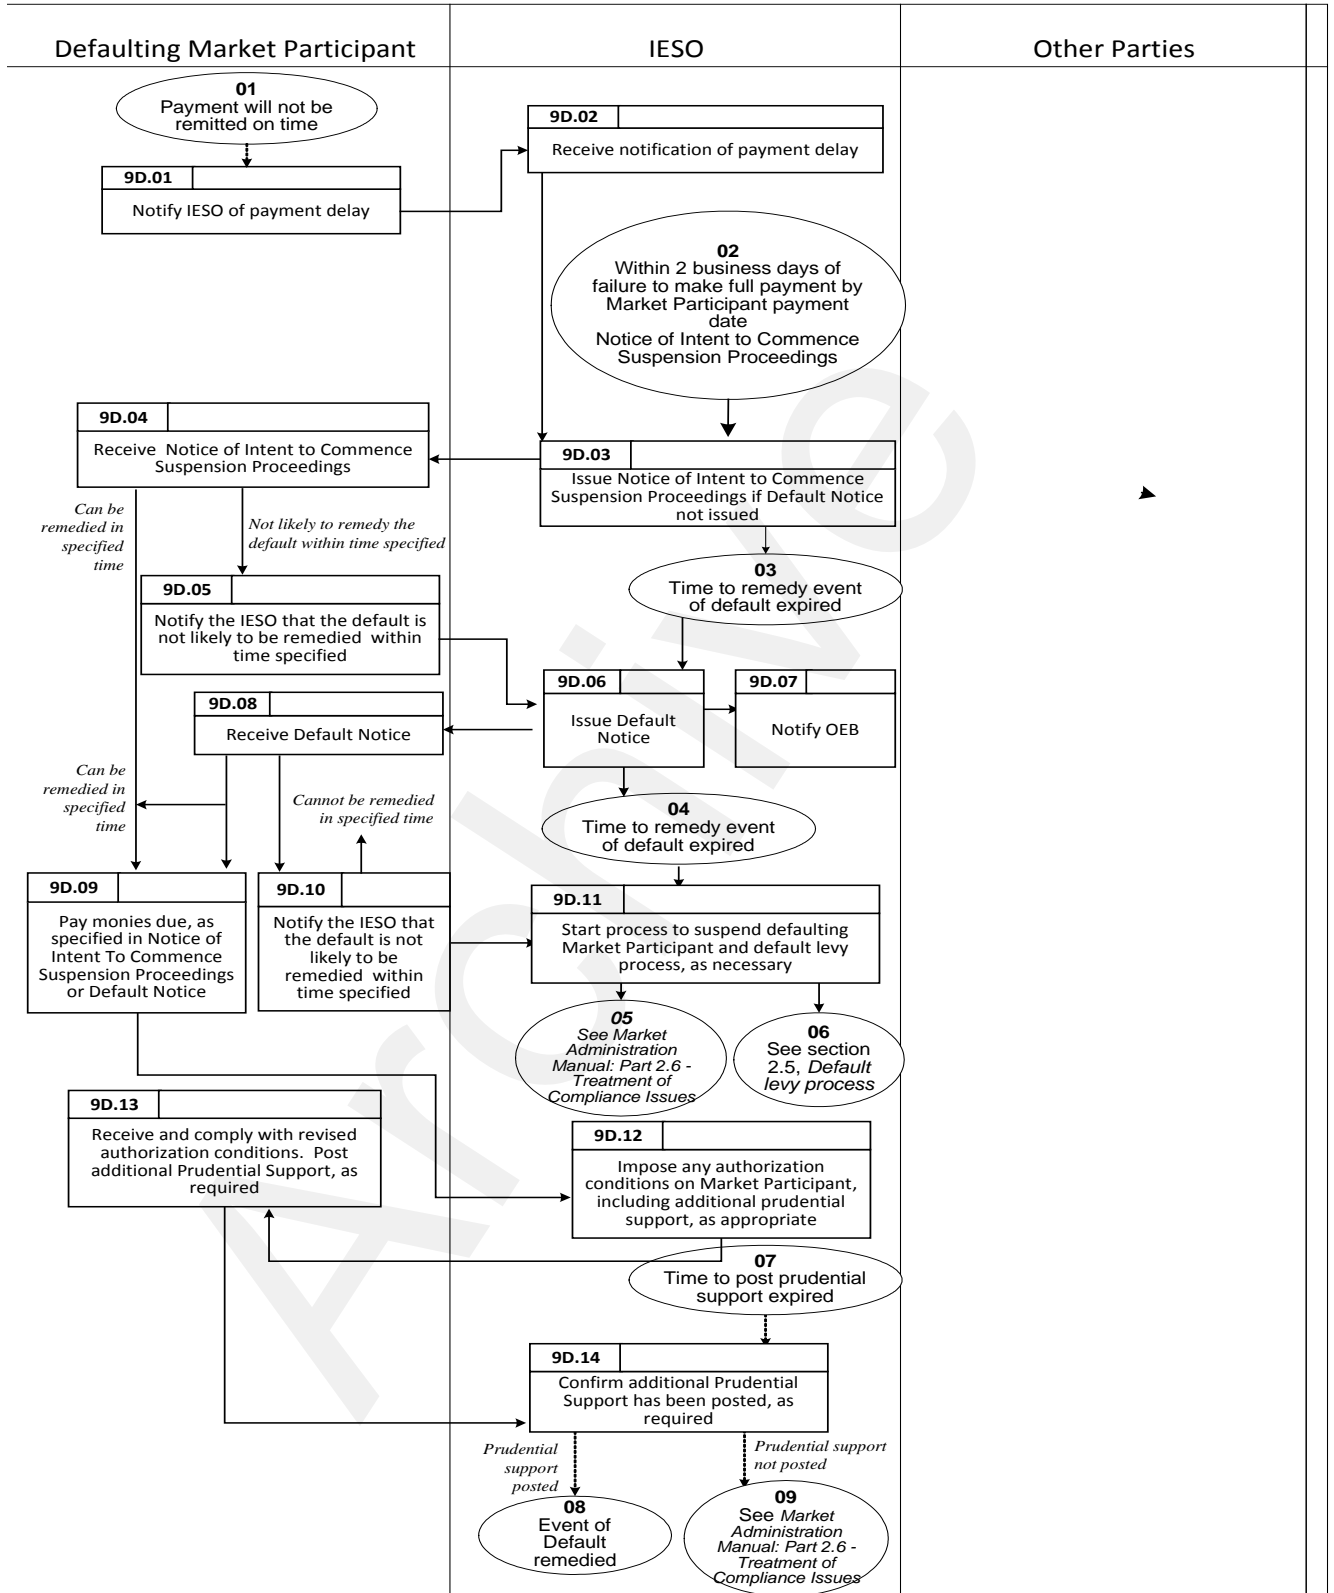 Defaulting Market Participant
IESO
Other Parties
01
Payment will not be
remitted on time
9D.01
Notify IESO of payment delay
9D.02
Receive notification of payment delay
02
Within 2 business days of
failure to make full payment by
Market Participant payment
date
Notice of Intent to Commence
Suspension Proceedings
9D.04
Receive Notice of Intent to Commence
Suspension Proceedings
9D.03
Issue Notice of Intent to Commence
Suspension Proceedings if Default Notice
not issued
Can be
remedied in
specified
time
Not likely to remedy the
default within time specified
03
Time to remedy event
of default expired
9D.05
Notify the IESO that the default is
not likely to be remedied within
time specified
9D.06
Issue Default
Notice
9D.07
Notify OEB
9D.08
Receive Default Notice
Can be
remedied in
specified
time
Cannot be remedied
in specified time
04
Time to remedy event
of default expired
9D.09
Pay monies due, as
specified in Notice of
Intent To Commence
Suspension Proceedings
or Default Notice
9D.10
Notify the IESO that
the default is not
likely to be
remedied within
time specified
9D.11
Start process to suspend defaulting
Market Participant and default levy
process, as necessary
05
See Market
Administration
Manual: Part 2.6 -
Treatment of
Compliance Issues
06
See section
2.5, Default
levy process
9D.13
Receive and comply with revised
authorization conditions. Post
additional Prudential Support, as
required
9D.12
Impose any authorization
conditions on Market Participant,
including additional prudential
support, as appropriate
07
Time to post prudential
support expired
9D.14
Confirm additional Prudential
Support has been posted, as
required
Prudential
support
posted
Prudential support
not posted
08
Event of
Default
remedied
09
See Market
Administration
Manual: Part 2.6 -
Treatment of
Compliance Issues
Archive